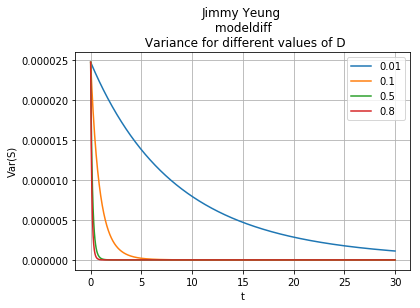 Jimmy Yeung
modeldiff
Variance for different values of D
0.000025
0.000020
0.000015
0.000010
0.000005
0.000000
Var(S)
0.01
0.1
0.5
0.8
0 5 10 15 20 25 30
t